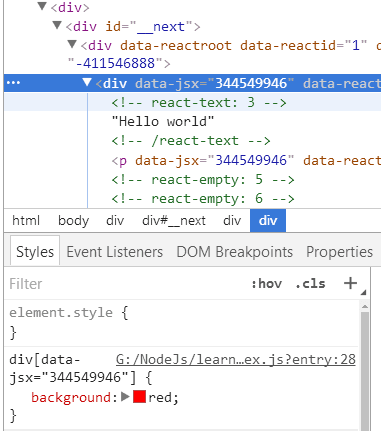 <div>
<div id="__next">
<div data-reactroot data-reactid="1" d
"-411546888">
… <div data-jsx="344549946" data-react
<!-- react-text: 3 -->
"Hello world"
<!-- /react-text -->
<p data-jsx="344549946" data-reacti
<!-- react-empty: 5 -->
<!-- react-empty: 6 -->
html body div div#__next div div
Styles Event Listeners DOM Breakpoints Properties
Filter :hov .cls +
element.style {
}
div[data- G:/NodeJs/learn…ex.js?entry:28
jsx="344549946"] {
background: red;
}